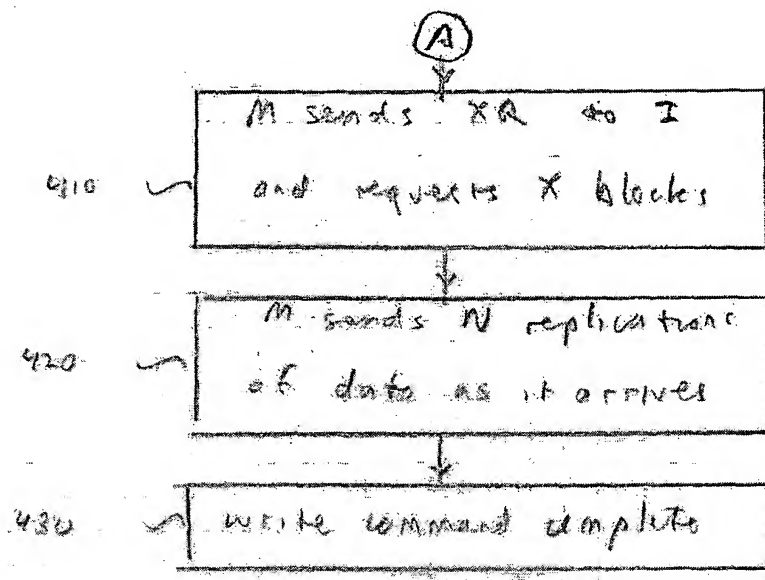 A
M sends XR to I
410 and requests X blocks
M sends N replications
420 of data as it arrives
430 write command complete